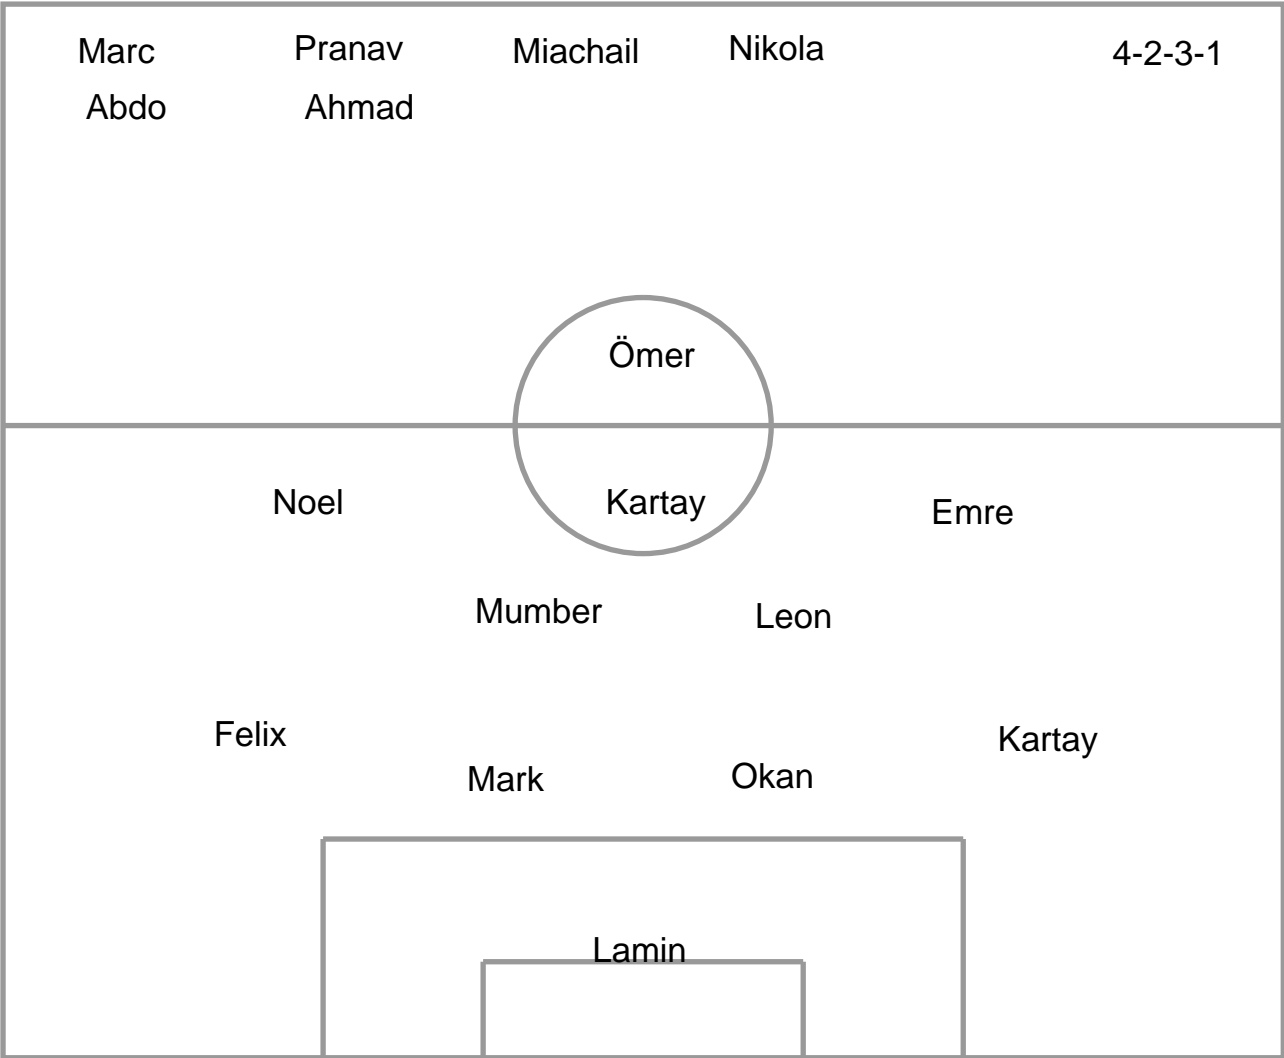 Marc Pranav Miachail Nikola 4-2-3-1
Abdo Ahmad
Ömer
Noel Kartay Emre
Mumber Leon
Felix Kartay
Mark Okan
Lamin